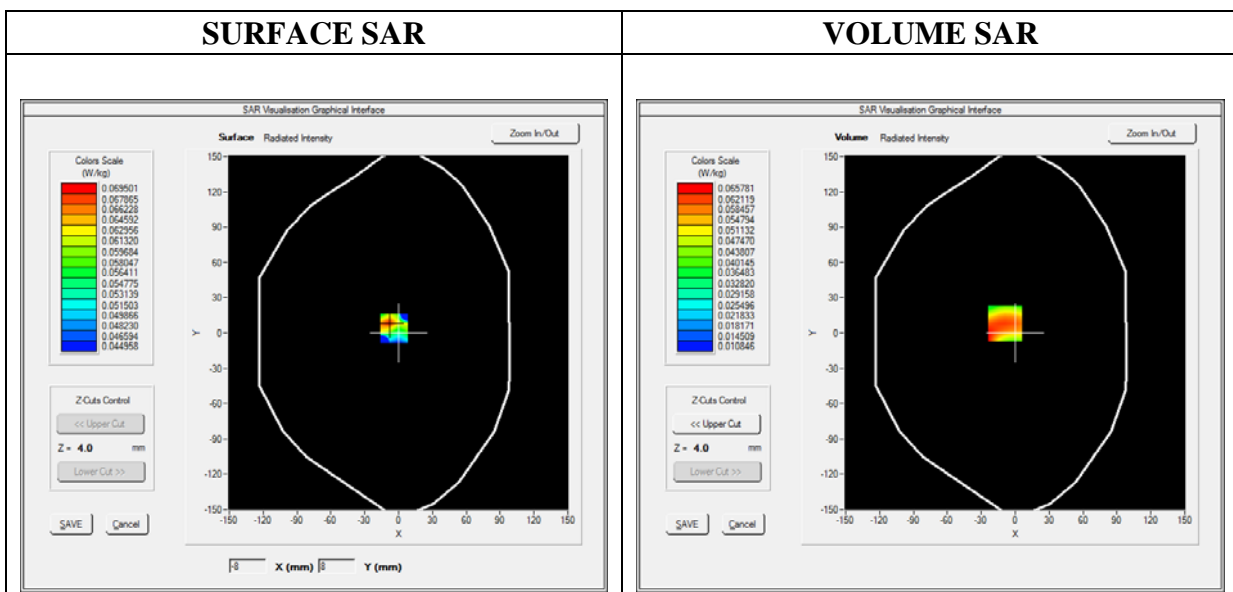 SURFACE SAR
VOLUME SAR
SAR Visualisation Graphical Interface
Surface Radiated Intensity
Zoom In/Out
Colors Scale
(W/kg)
0.069501
0.067865
0.066228
0.064592
0.062956
0.061320
0.059684
0.058047
0.056411
0.054775
0.053139
0.051503
0.049866
0.048230
0.046594
0.044958
Z-Cuts Control
<< Upper Cut
Z = 4.0 mm
Lower Cut >>
SAVE Cancel
150
120
90
60
30
0
-30
-60
-90
-120
-150
Y
-150 -120 -90 -60 -30 0 30 60 90 120 150
X
-8 X (mm) 8 Y (mm)
SAR Visualisation Graphical Interface
Volume Radiated Intensity
Zoom In/Out
Colors Scale
(W/kg)
0.065781
0.062119
0.058457
0.054794
0.051132
0.047470
0.043807
0.040145
0.036483
0.032820
0.029158
0.025496
0.021833
0.018171
0.014509
0.010846
Z-Cuts Control
<< Upper Cut
Z = 4.0 mm
Lower Cut >>
SAVE Cancel
150
120
90
60
30
0
-30
-60
-90
-120
-150
Y
-150 -120 -90 -60 -30 0 30 60 90 120 150
X